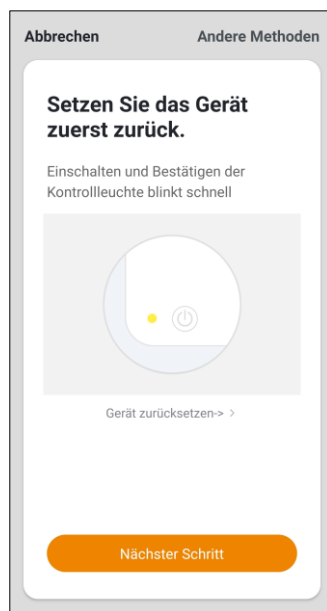 Abbrechen Andere Methoden
Setzen Sie das Gerät
zuerst zurück.
Einschalten und Bestätigen der
Kontrollleuchte blinkt schnell
Gerät zurücksetzen-> >
Nächster Schritt